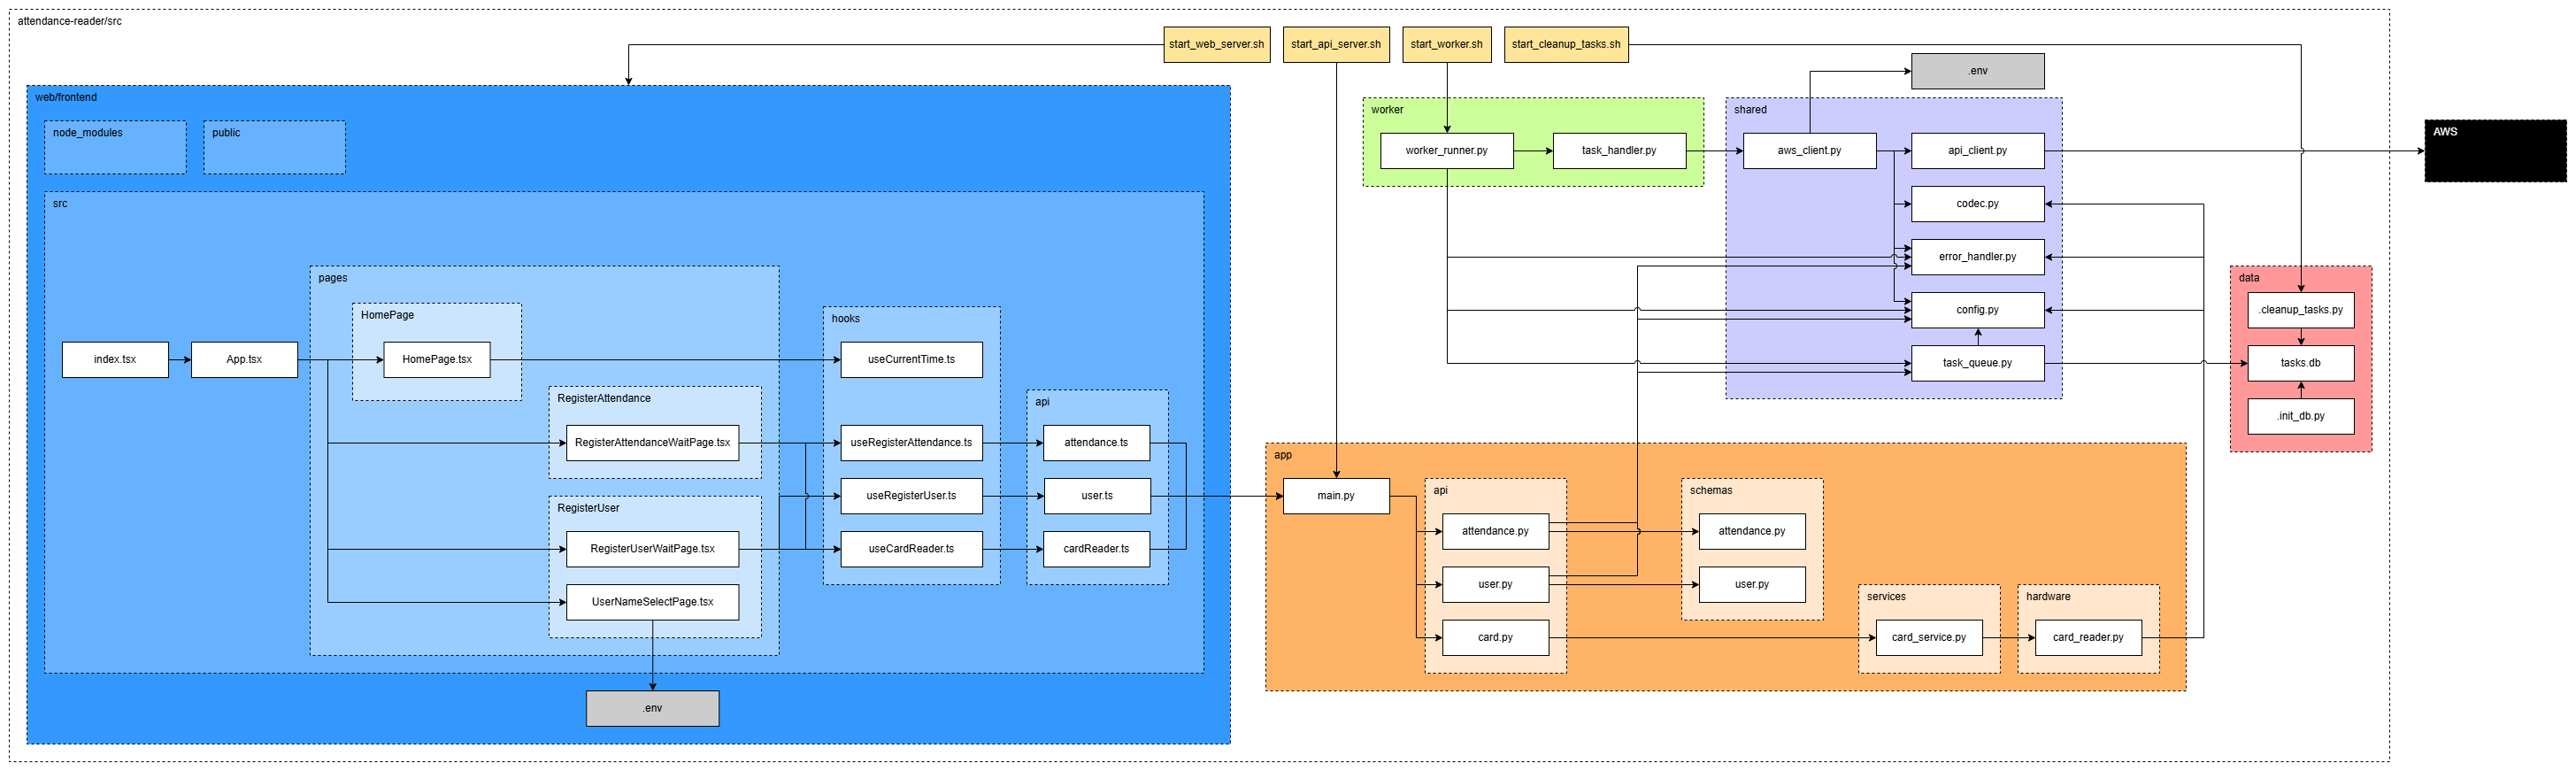 attendance-reader/src
start_web_server.sh
start_api_server.sh
start_worker.sh
start_cleanup_tasks.sh
.env
web/frontend
node_modules
public
src
pages
HomePage
index.tsx
App.tsx
HomePage.tsx
RegisterAttendance
RegisterAttendanceWaitPage.tsx
RegisterUser
RegisterUserWaitPage.tsx
UserNameSelectPage.tsx
.env
hooks
useCurrentTime.ts
useRegisterAttendance.ts
useRegisterUser.ts
useCardReader.ts
api
attendance.ts
user.ts
cardReader.ts
worker
worker_runner.py
task_handler.py
shared
aws_client.py
api_client.py
codec.py
error_handler.py
config.py
task_queue.py
AWS
data
.cleanup_tasks.py
tasks.db
.init_db.py
app
main.py
api
attendance.py
user.py
card.py
schemas
attendance.py
user.py
services
card_service.py
hardware
card_reader.py